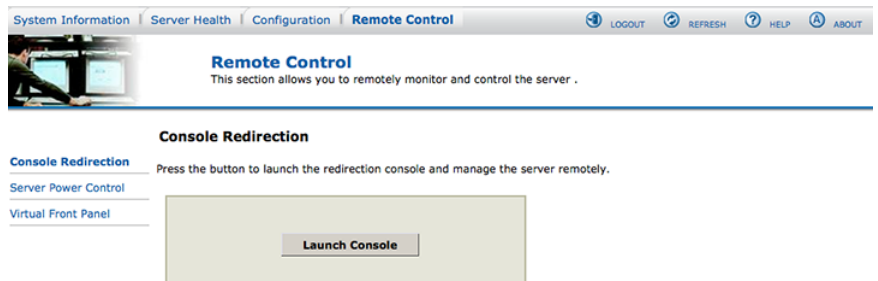 System Information Server Health Configuration Remote Control LOGOUT REFRESH ? HELP A ABOUT
Remote Control
This section allows you to remotely monitor and control the server .
Console Redirection
Console Redirection
Press the button to launch the redirection console and manage the server remotely.
Server Power Control
Virtual Front Panel
Launch Console